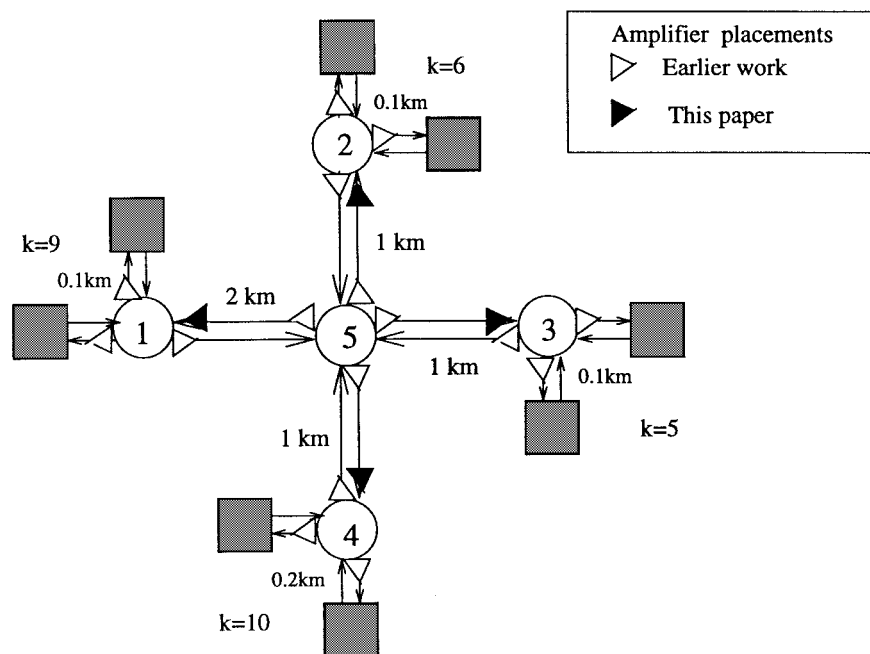 Amplifier placements
Earlier work
This paper
k=6
0.1km
2
k=9
0.1km
1
2 km
1 km
5
3
1 km
0.1km
k=5
1 km
4
0.2km
k=10